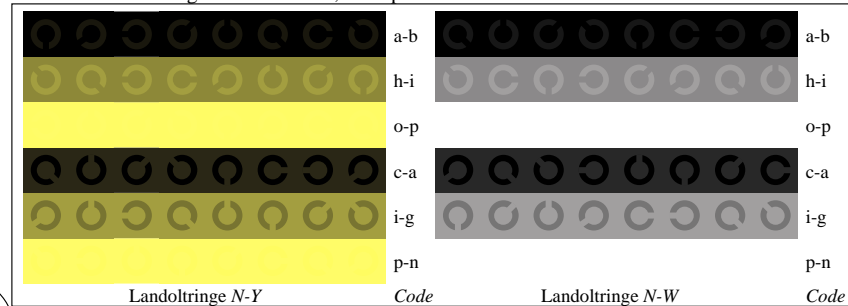 a-b a-b
h-i h-i
o-p o-p
c-a c-a
i-g i-g
p-n p-n
Landoltringe N-Y Code Landoltringe N-W Code